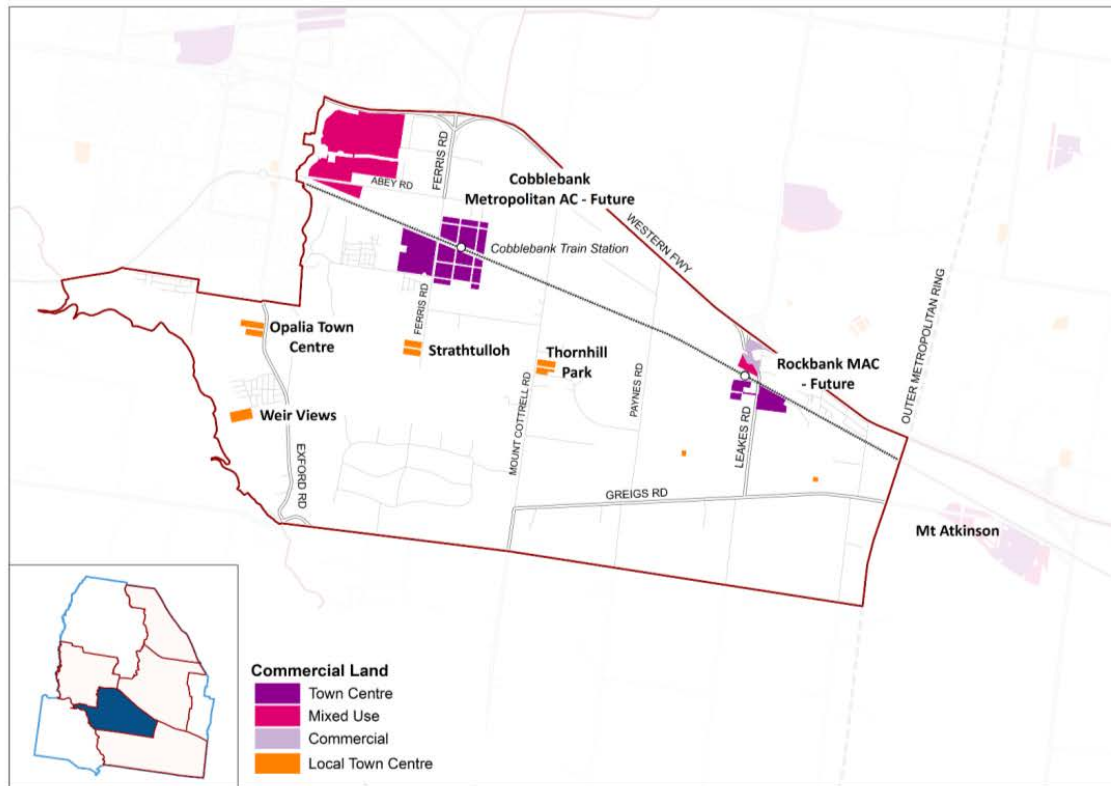 FERRIS RD
ABEY RD
Cobblebank
Metropolitan AC - Future
WESTERN FWY
Cobblebank Train Station
OUTER METROPOLITAN RING
FERRIS RD
Opalia Town
Centre
Strathtulloh
Thornhill
Park
Rockbank MAC
- Future
Weir Views
MOUNT COTTRELL RD
PAYNES RD
LEAKES RD
EXFORD RD
GREIGS RD
Mt Atkinson
Commercial Land
Town Centre
Mixed Use
Commercial
Local Town Centre